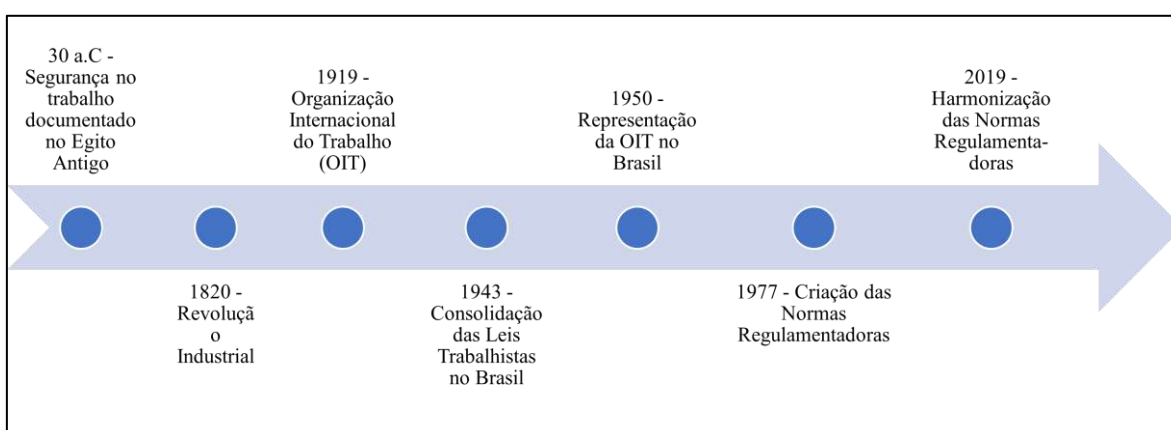 30 a.C -
Segurança no
trabalho
documentado
no Egito
Antigo
1820 -
Revoluçã
o
Industrial
1919 -
Organização
Internacional
do Trabalho
(OIT)
1943 -
Consolidação
das Leis
Trabalhistas
no Brasil
1950 -
Representação
da OIT no
Brasil
1977 - Criação das
Normas
Regulamentadoras
2019 -
Harmonização
das Normas
Regulamenta-
doras